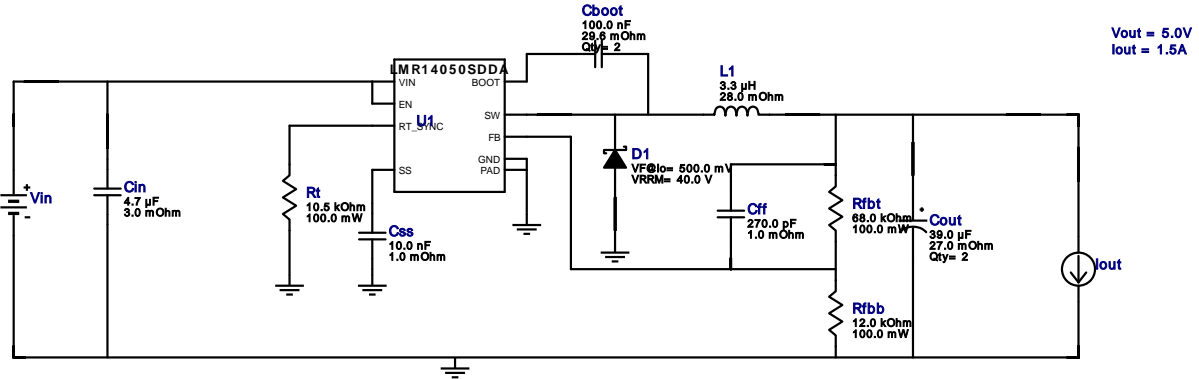 Cboot
100.0 nF
29.6 mOhm
Qty= 2
Vout = 5.0V
Iout = 1.5A
LMR14050SDDA
VIN
BOOT
EN
SW
U1
RT_SYNC
FB
GND
SS
PAD
L1
3.3 µH
28.0 mOhm
D1
VF@Io= 500.0 mV
VRRM= 40.0 V
Vin
+
-
Cin
4.7 µF
3.0 mOhm
Rt
10.5 kOhm
100.0 mW
Css
10.0 nF
1.0 mOhm
Cff
270.0 pF
1.0 mOhm
Rfbt
68.0 kOhm
100.0 mW
Cout
39.0 µF
27.0 mOhm
Qty= 2
Iout
Rfbb
12.0 kOhm
100.0 mW